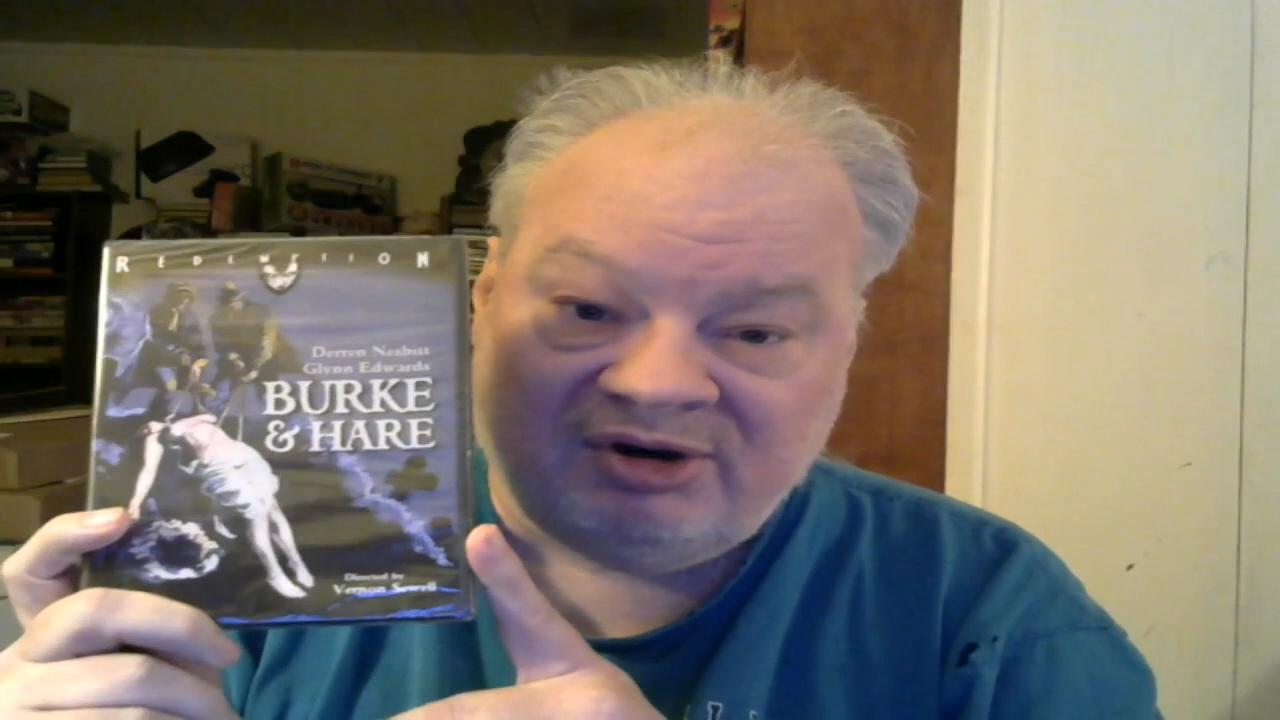 REDEMPTION
Derren Nesbitt
Glynn Edwards
BURKE
& HARE
Directed by
Vernon Sewell